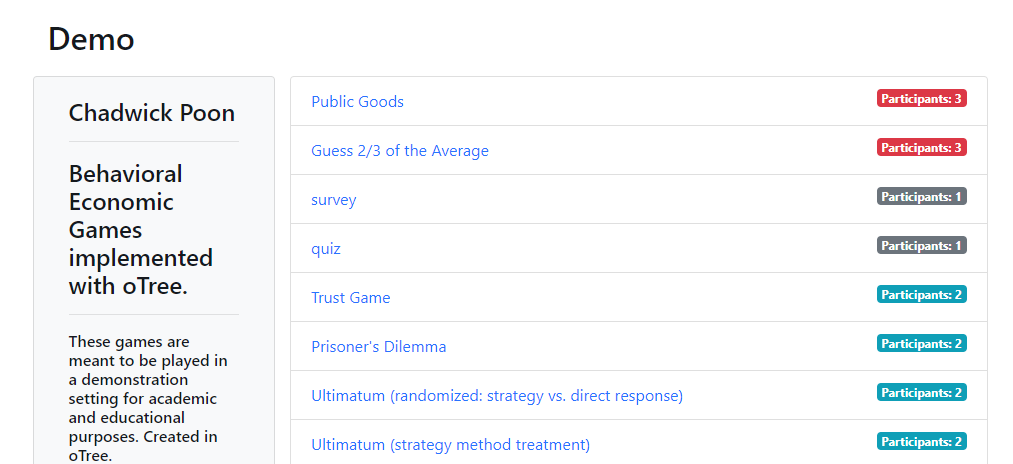 Demo
Chadwick Poon
Behavioral
Economic
Games
implemented
with oTree.
These games are
meant to be played in
a demonstration
setting for academic
and educational
purposes. Created in
oTree.
Public Goods Participants: 3
Guess 2/3 of the Average Participants: 3
survey Participants: 1
quiz Participants: 1
Trust Game Participants: 2
Prisoner's Dilemma Participants: 2
Ultimatum (randomized: strategy vs. direct response) Participants: 2
Ultimatum (strategy method treatment) Participants: 2